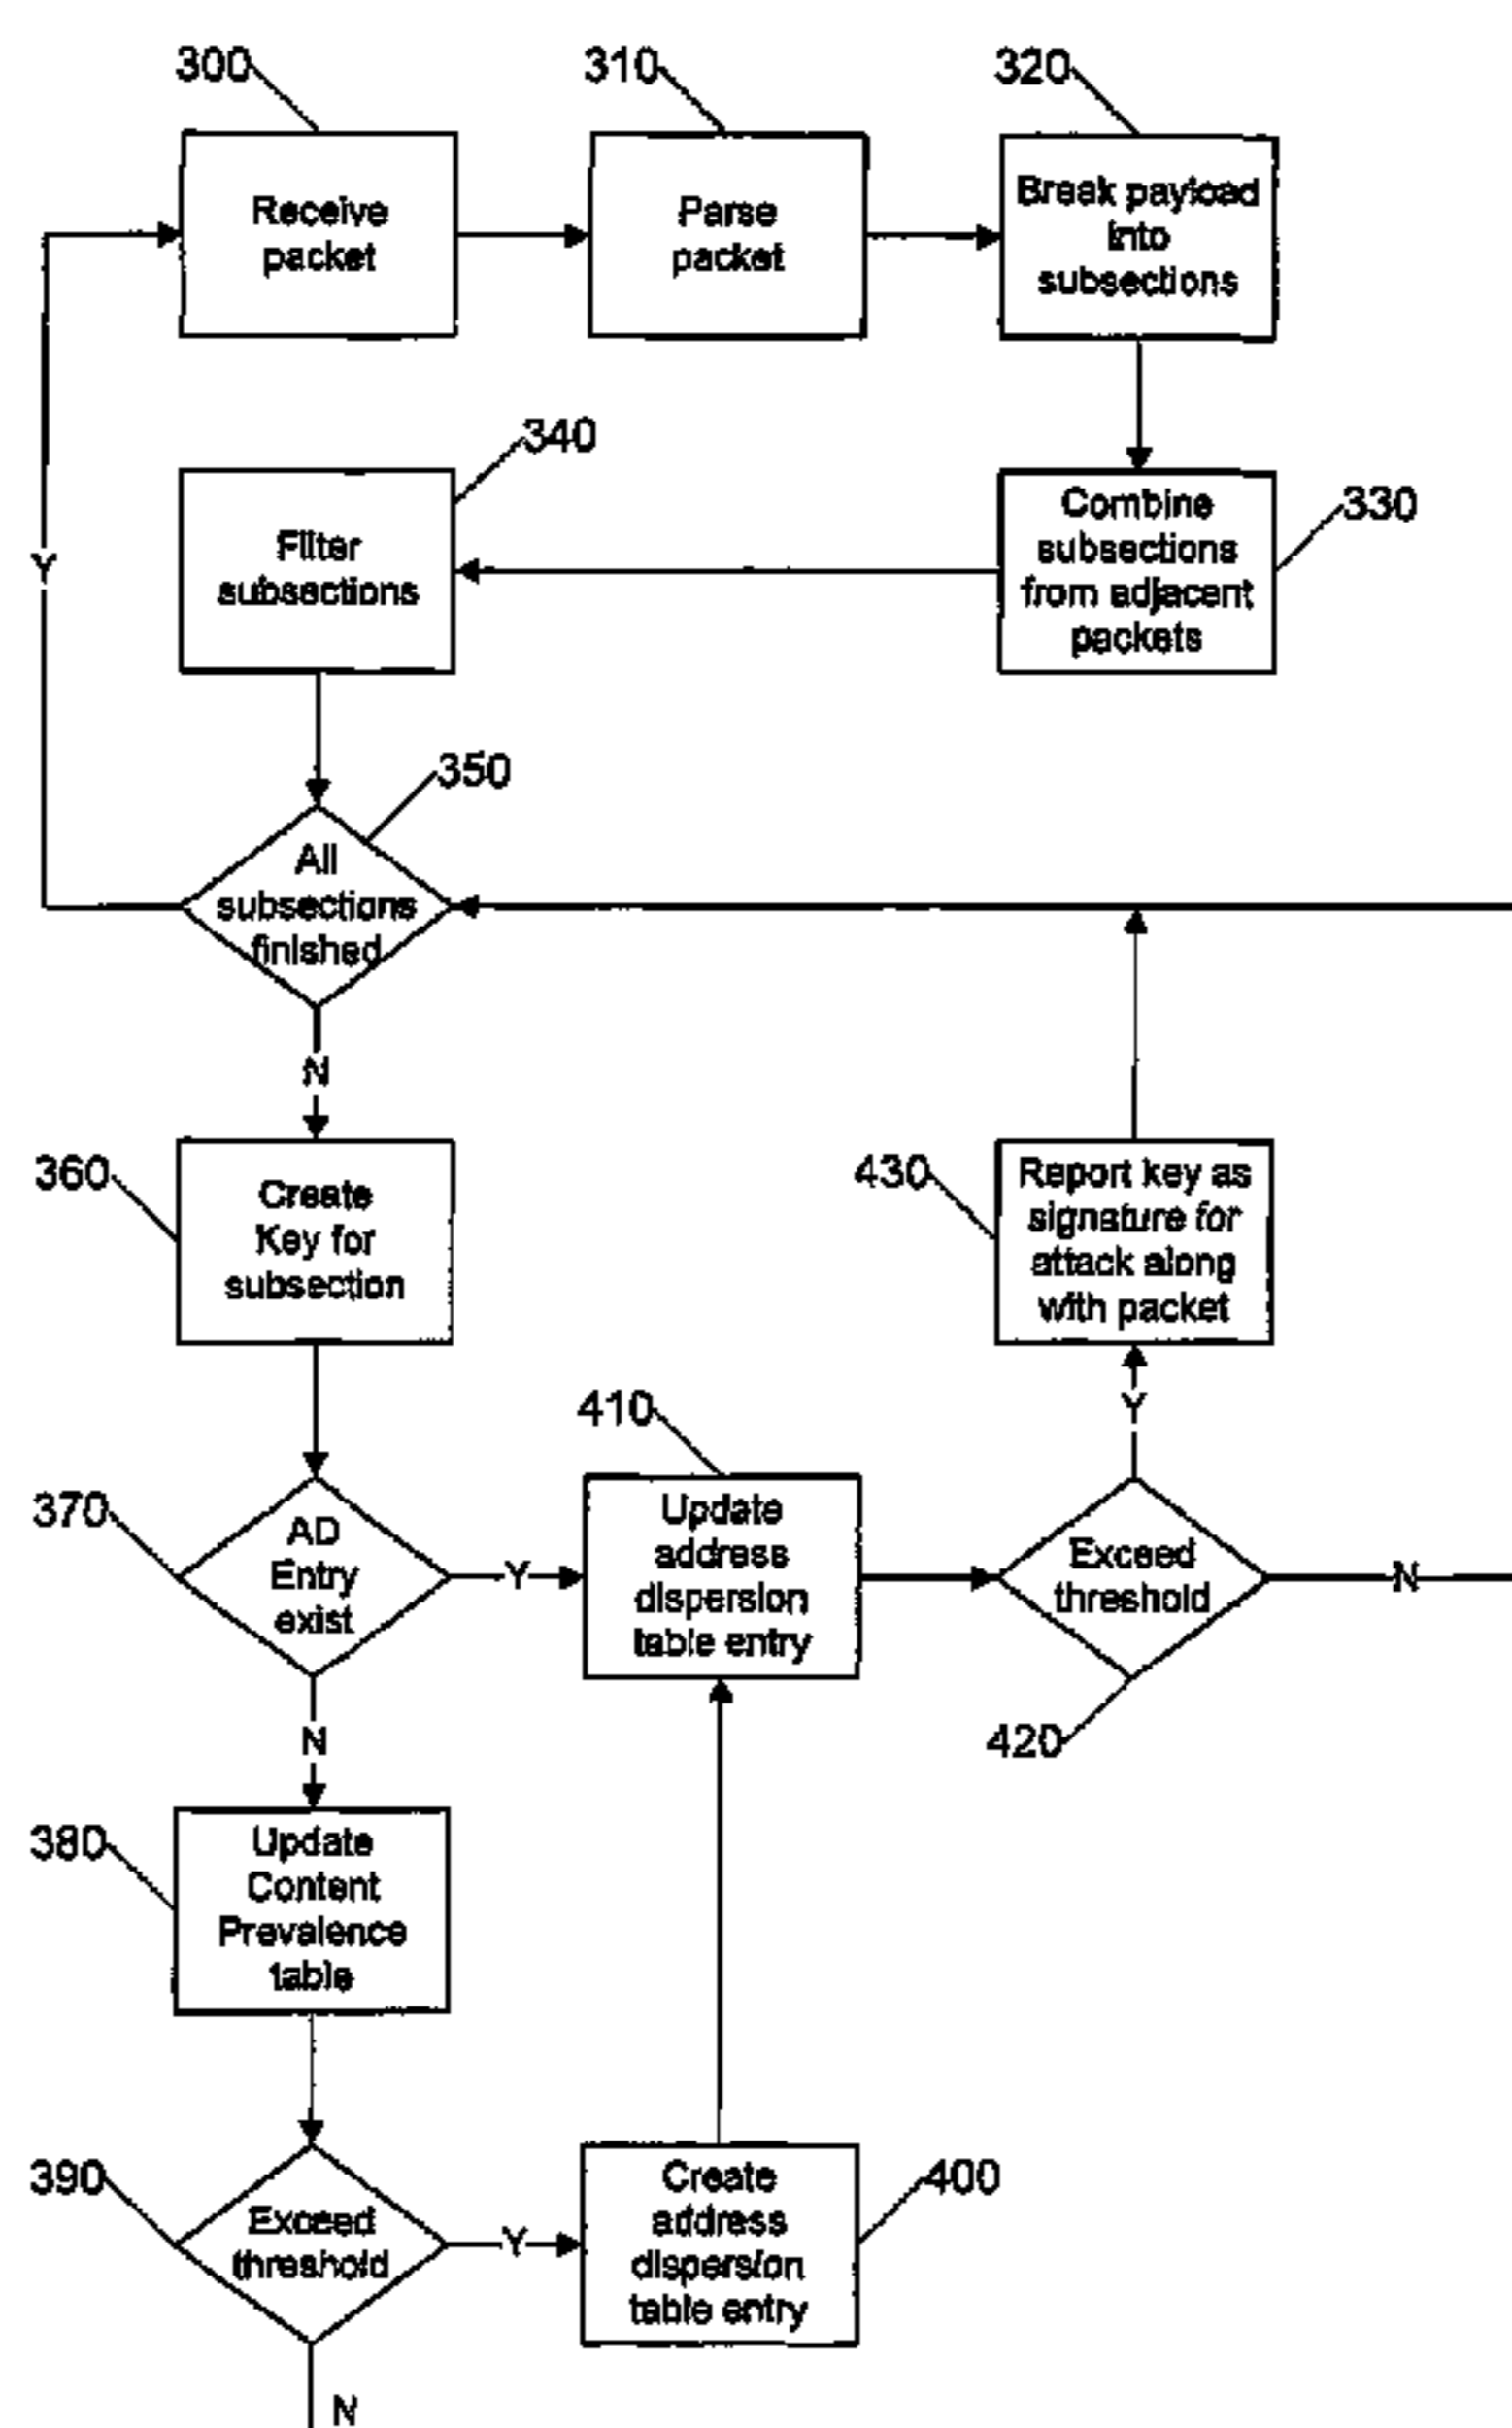 300
Receive
packet
310
Parse
packet
320
Break payload
into
subsections
340
Filter
subsections
Combine
subsections
from adjacent
packets
330
Y
350
All
subsections
finished
N
360
Create
Key for
subsection
430
Report key as
signature for
attack along
with packet
Y
410
370
AD
Entry
exist
Y
Update
address
dispersion
table entry
Exceed
threshold
N
420
N
380
Update
Content
Prevalence
table
390
Exceed
threshold
Y
Create
address
dispersion
table entry
400
N